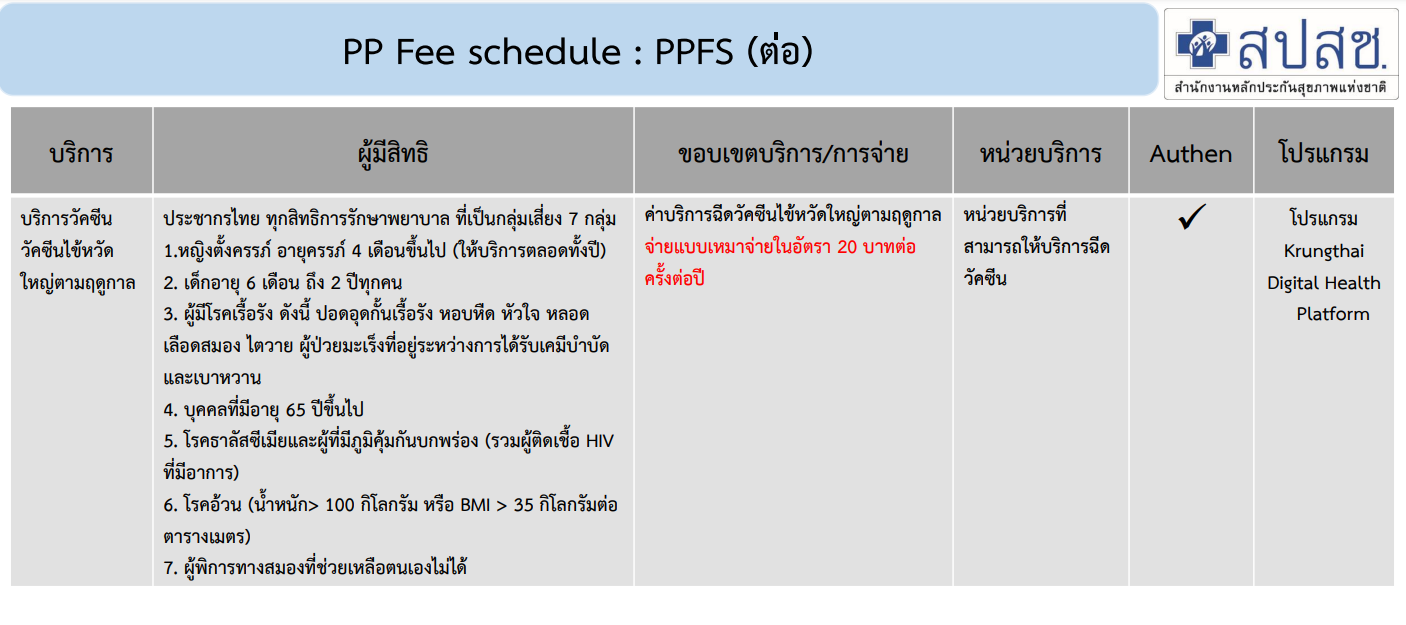 PP Fee schedule : PPFS (ต่อ)
สปสช.
สำนักงานหลักประกันสุขภาพแห่งชาติ
บริการ
ผู้มีสิทธิ
ขอบเขตบริการ/การจ่าย
หน่วยบริการ
Authen
โปรแกรม
บริการวัคซีน
วัคซีนไข้หวัด
ใหญ่ตามฤดูกาล
ประชากรไทย ทุกสิทธิการรักษาพยาบาล ที่เป็นกลุ่มเสี่ยง 7 กลุ่ม
1.หญิงตั้งครรภ์ อายุครรภ์ 4 เดือนขึ้นไป (ให้บริการตลอดทั้งปี)
2. เด็กอายุ 6 เดือน ถึง 2 ปีทุกคน
3. ผู้มีโรคเรื้อรัง ดังนี้ ปอดอุดกั้นเรื้อรัง หอบหืด หัวใจ หลอด
เลือดสมอง ไตวาย ผู้ป่วยมะเร็งที่อยู่ระหว่างการได้รับเคมีบำบัด
และเบาหวาน
4. บุคคลที่มีอายุ 65 ปีขึ้นไป
5. โรคธาลัสซีเมียและผู้ที่มีภูมิคุ้มกันบกพร่อง (รวมผู้ติดเชื้อ HIV
ที่มีอาการ)
6. โรคอ้วน (น้ำหนัก> 100 กิโลกรัม หรือ BMI > 35 กิโลกรัมต่อ
ตารางเมตร)
7. ผู้พิการทางสมองที่ช่วยเหลือตนเองไม่ได้
ค่าบริการฉีดวัคซีนไข้หวัดใหญ่ตามฤดูกาล
จ่ายแบบเหมาจ่ายในอัตรา 20 บาทต่อ
ครั้งต่อปี
หน่วยบริการที่
สามารถให้บริการฉีด
วัคซีน
✓
โปรแกรม
Krungthai
Digital Health
Platform